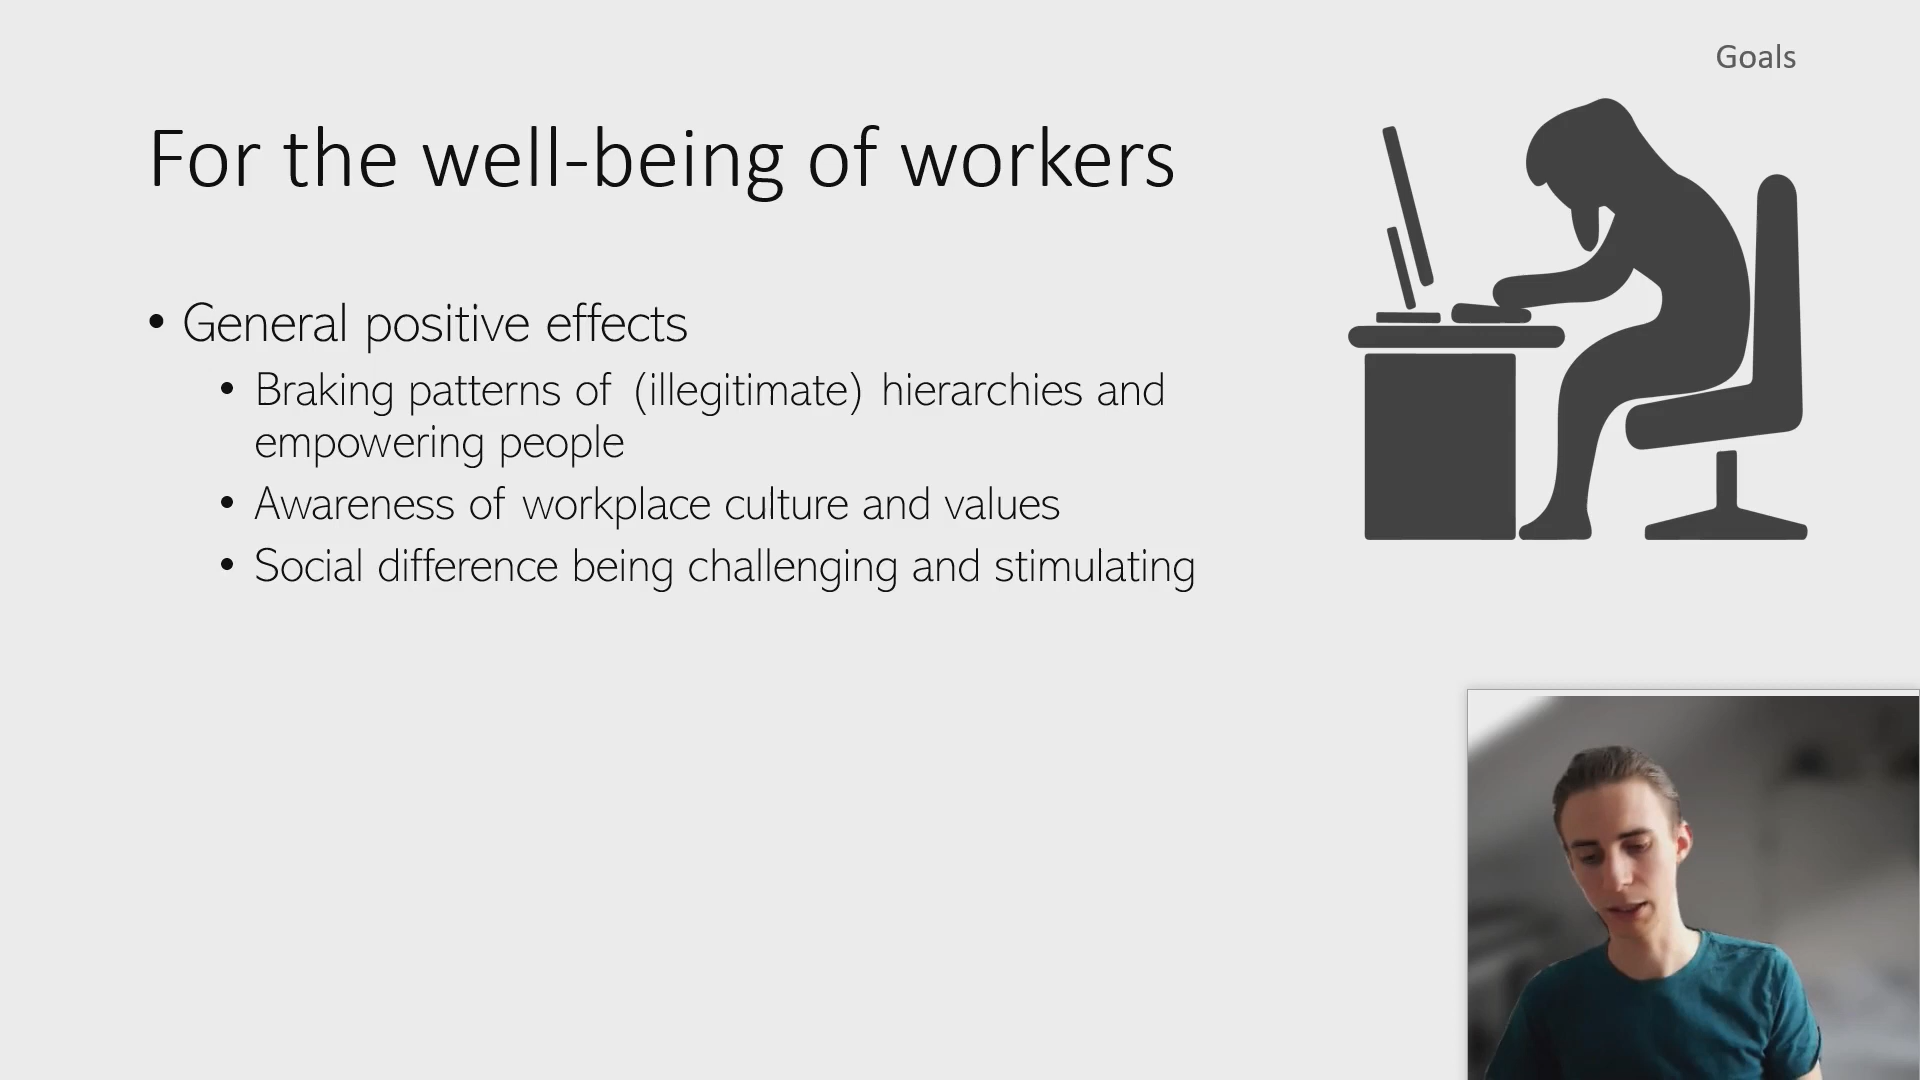 Goals
For the well-being of workers
• General positive effects
• Braking patterns of (illegitimate) hierarchies and
empowering people
• Awareness of workplace culture and values
• Social difference being challenging and stimulating